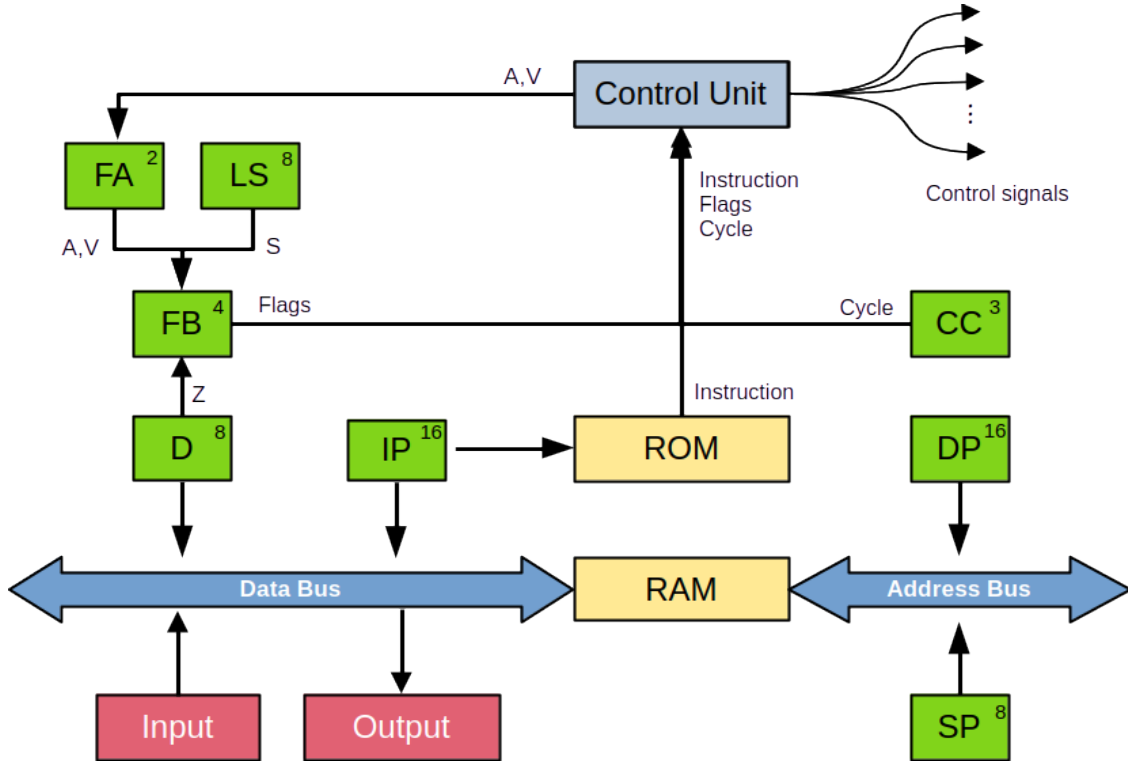 A,V
Control Unit
⋮
FA 2
LS 8
Instruction
Flags
Cycle
Control signals
A,V
S
FB 4
Flags
Cycle
CC 3
Z
Instruction
D 8
IP 16
ROM
DP 16
Data Bus
RAM
Address Bus
Input
Output
SP 8